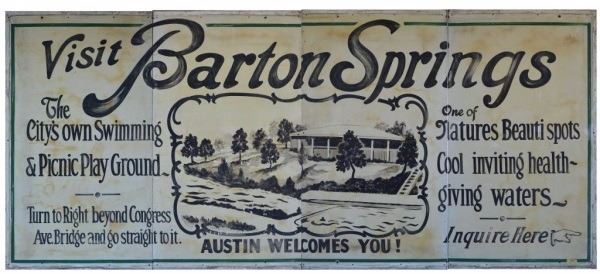 Visit Barton Springs
The
City's own Swimming
& Picnic Play Ground~
Turn to Right beyond Congress
Ave. Bridge and go straight to it.
AUSTIN WELCOMES YOU!
One of
Natures Beauti spots
Cool inviting health~
giving waters~
Inquire Here